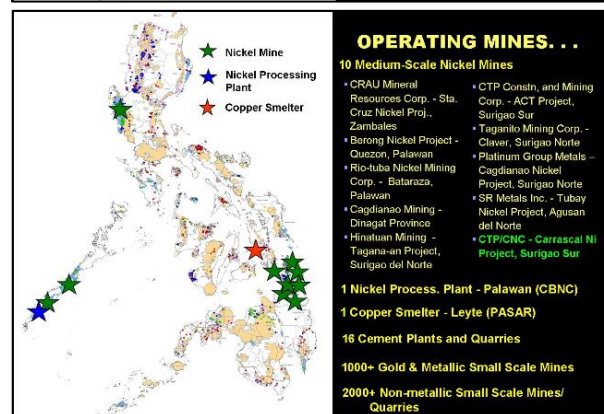 Nickel Mine
Nickel Processing
Plant
Copper Smelter
OPERATING MINES. . .
10 Medium-Scale Nickel Mines
CRAU Mineral
Resources Corp. - Sta.
Cruz Nickel Proj.,
Zambales
Berong Nickel Project -
Quezon, Palawan
Rio-tuba Nickel Mining
Corp. - Bataraza,
Palawan
Cagdianao Mining -
Dinagat Province
Hinatuan Mining -
Tagana-an Project,
Surigao del Norte
CTP Constn, and Mining
Corp. - ACT Project,
Surigao Sur
Taganito Mining Corp. -
Claver, Surigao Norte
Platinum Group Metals –
Cagdianao Nickel
Project, Surigao Norte
SR Metals Inc. - Tubay
Nickel Project, Agusan
del Norte
CTP/CNC - Carrascal Ni
Project, Surigao Sur
1 Nickel Process. Plant - Palawan (CBNC)
1 Copper Smelter - Leyte (PASAR)
16 Cement Plants and Quarries
1000+ Gold & Metallic Small Scale Mines
2000+ Non-metallic Small Scale Mines/
Quarries